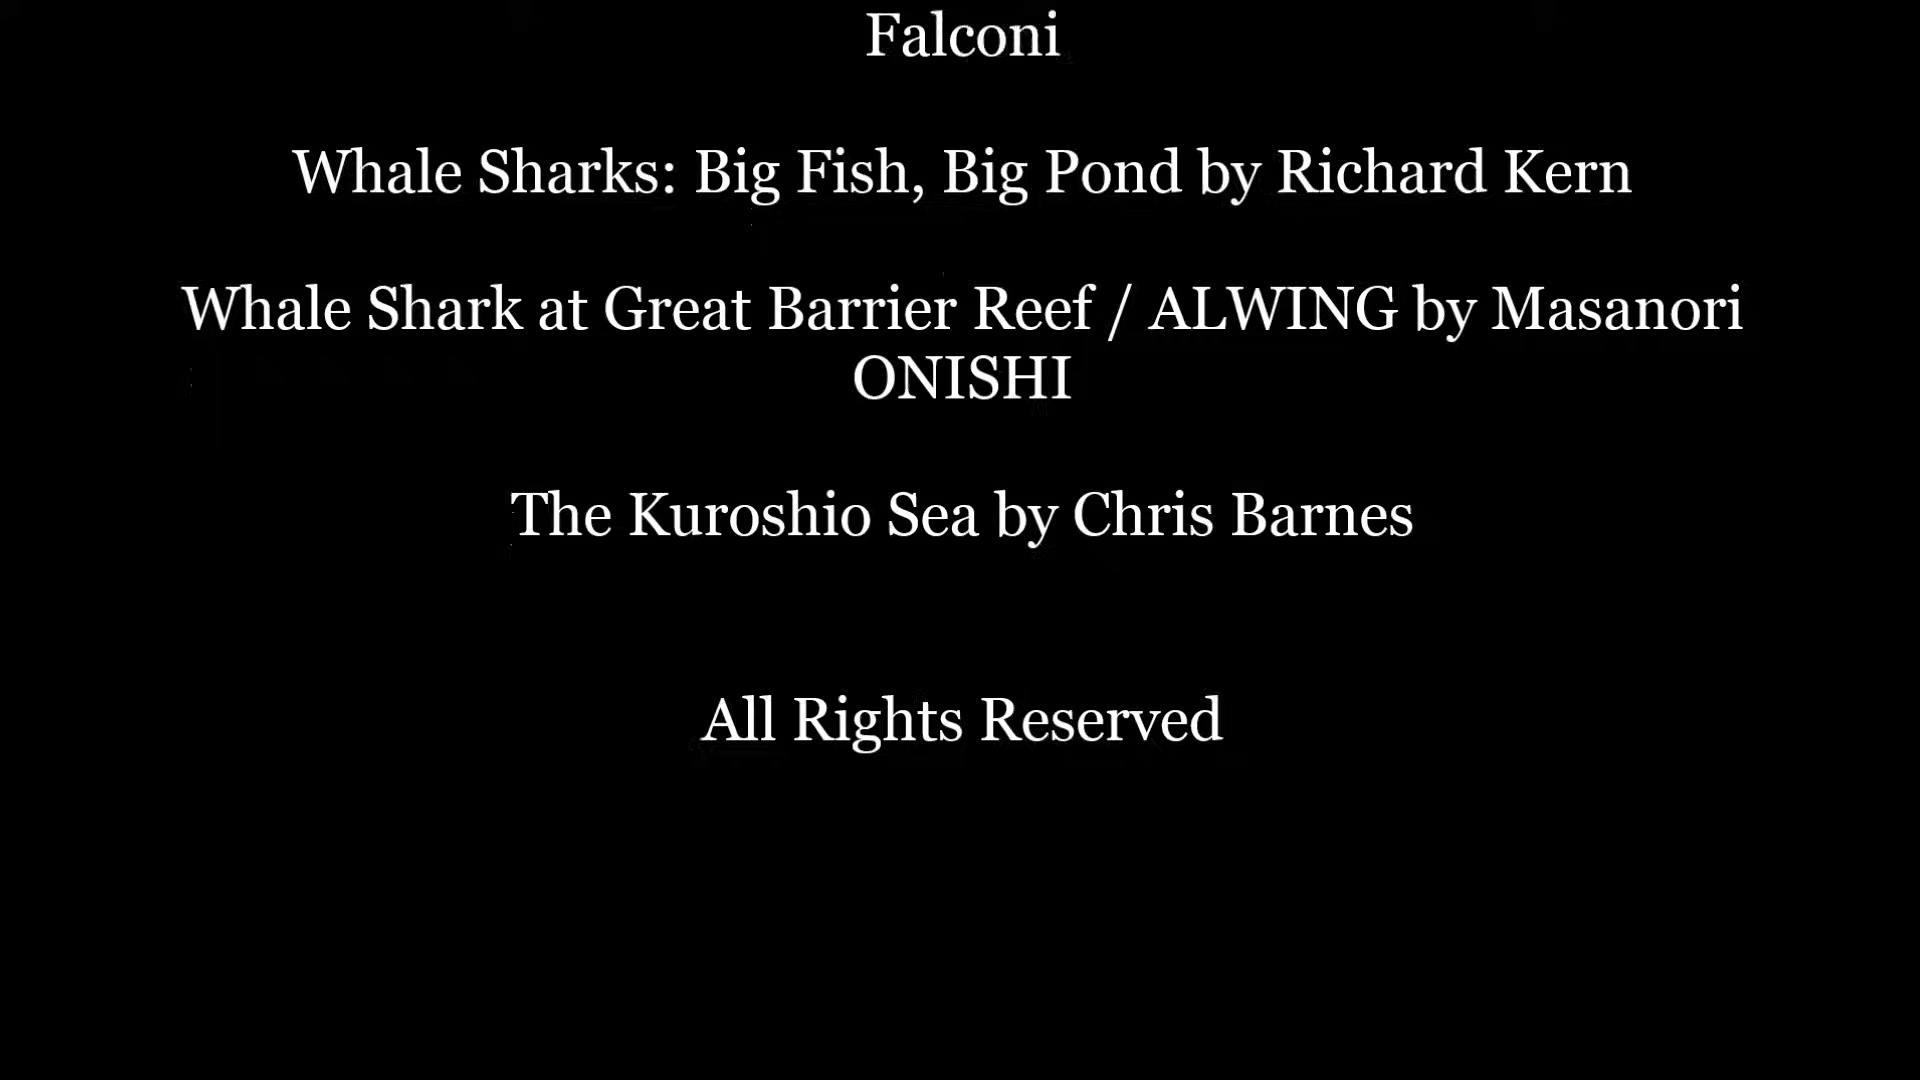 Falconi
Whale Sharks: Big Fish, Big Pond by Richard Kern
Whale Shark at Great Barrier Reef / ALWING by Masanori
ONISHI
The Kuroshio Sea by Chris Barnes
All Rights Reserved